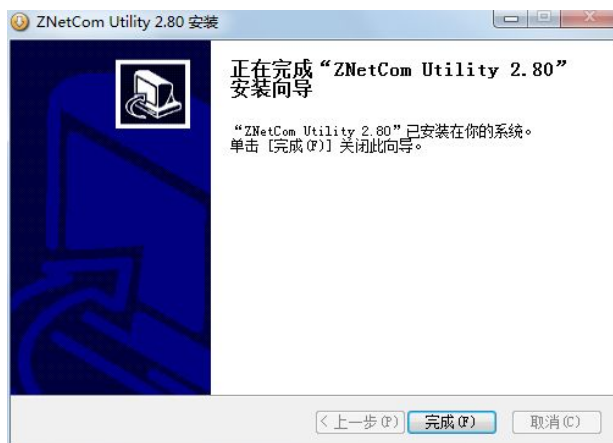 ZNetCom Utility 2.80 安装
正在完成“ZNetCom Utility 2.80”
安装向导
“ZNetCom Utility 2.80”已安装在你的系统。
单击 [完成(F)] 关闭此向导。
< 上一步(P) 完成(F) 取消(C)